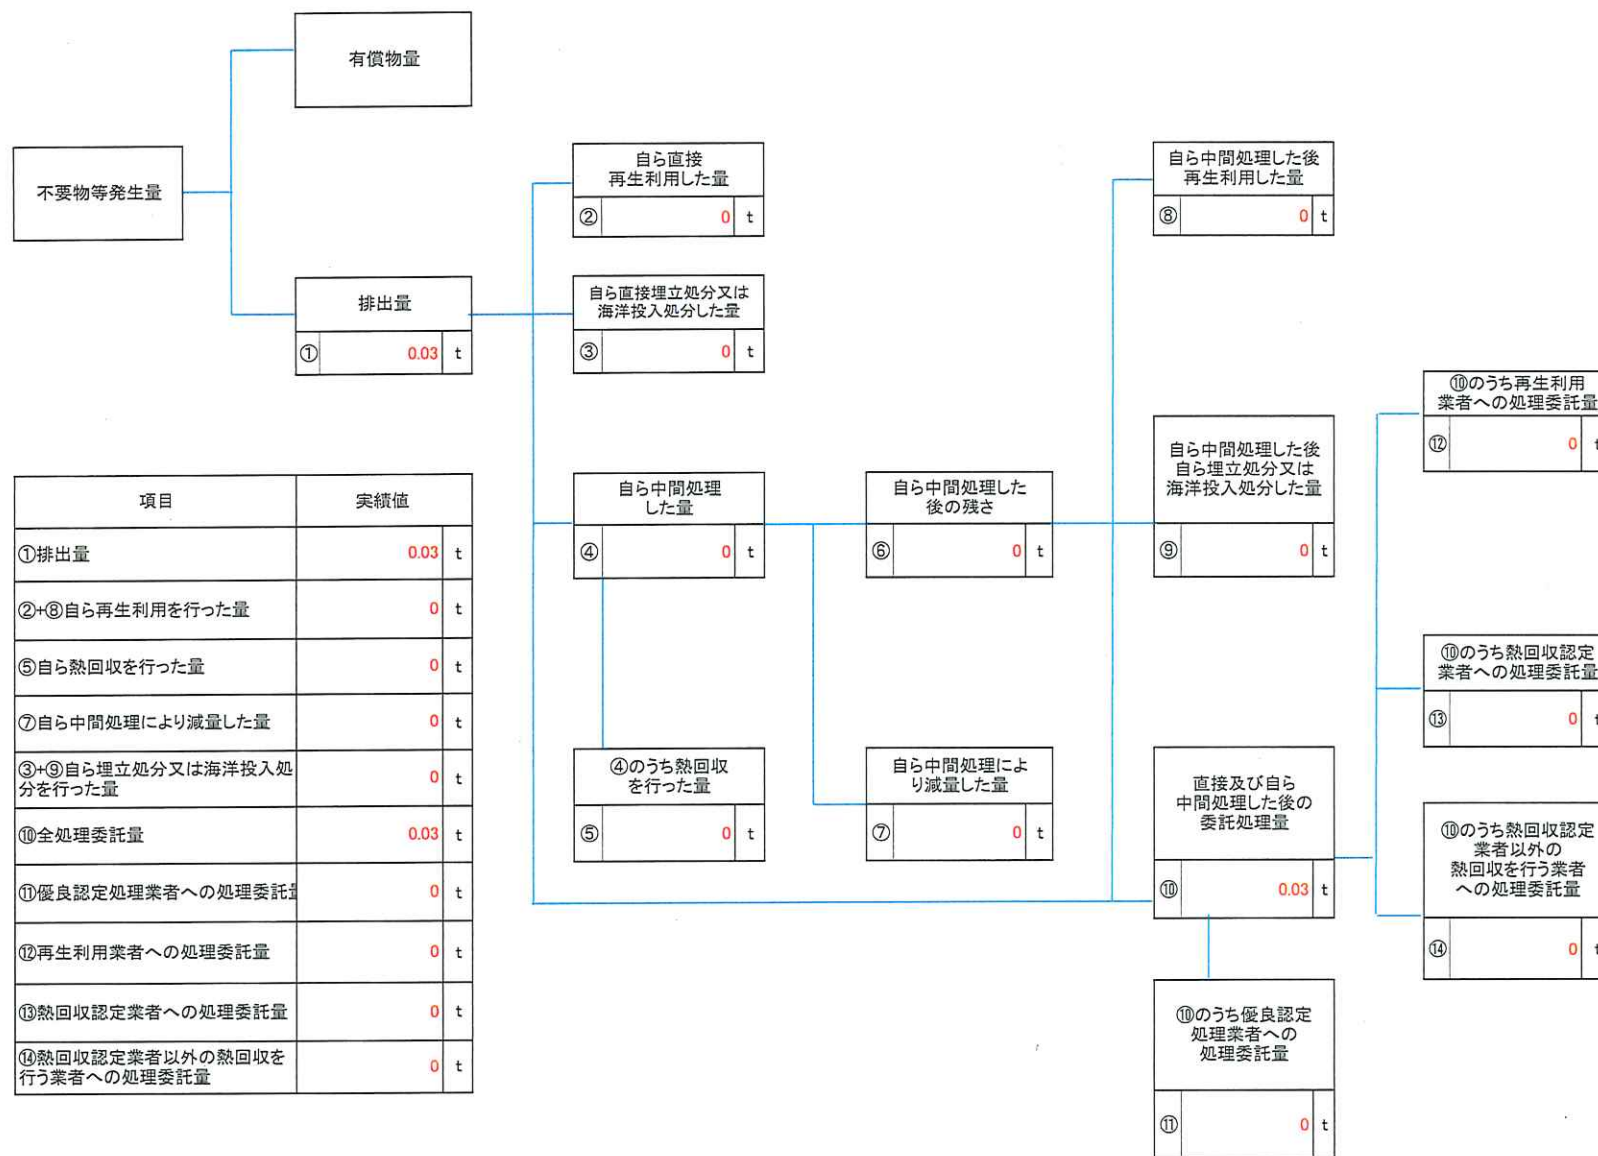 有償物量
不要物等発生量
排出量
① 0.03 t
自ら直接
再生利用した量
② 0 t
自ら直接埋立処分又は
海洋投入処分した量
③ 0 t
自ら中間処理
した量
④ 0 t
④のうち熱回収
を行った量
⑤ 0 t
自ら中間処理した
後の残さ
⑥ 0 t
自ら中間処理によ
り減量した量
⑦ 0 t
自ら中間処理した後
再生利用した量
⑧ 0 t
自ら中間処理した後
自ら埋立処分又は
海洋投入処分した量
⑨ 0 t
直接及び自ら
中間処理した後の
委託処理量
⑩ 0.03 t
⑩のうち優良認定
処理業者への
処理委託量
⑪ 0 t
⑩のうち再生利用
業者への処理委託量
⑫ 0 t
⑩のうち熱回収認定
業者への処理委託量
⑬ 0 t
⑩のうち熱回収認定
業者以外の
熱回収を行う業者
への処理委託量
⑭ 0 t
項目 実績値
①排出量 0.03 t
②+⑧自ら再生利用を行った量 0 t
⑤自ら熱回収を行った量 0 t
⑦自ら中間処理により減量した量 0 t
③+⑨自ら埋立処分又は海洋投入処
分を行った量 0 t
⑩全処理委託量 0.03 t
⑪優良認定処理業者への処理委託量 0 t
⑫再生利用業者への処理委託量 0 t
⑬熱回収認定業者への処理委託量 0 t
⑭熱回収認定業者以外の熱回収を
行う業者への処理委託量 0 t